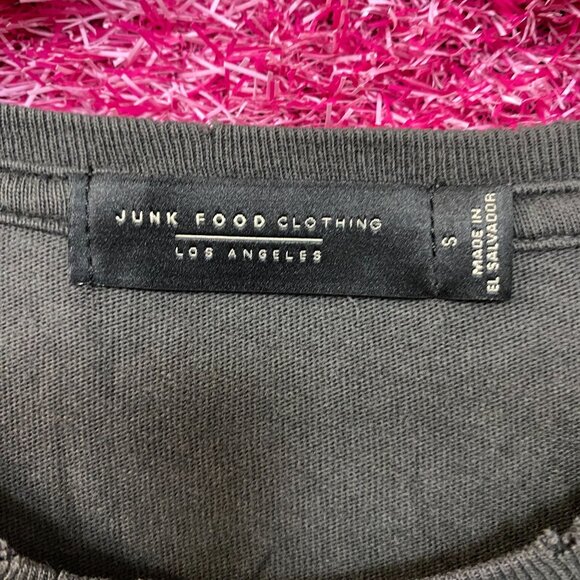 JUNK FOOD CLOTHING
LOS ANGELES
S
MADE IN
EL SALVADOR